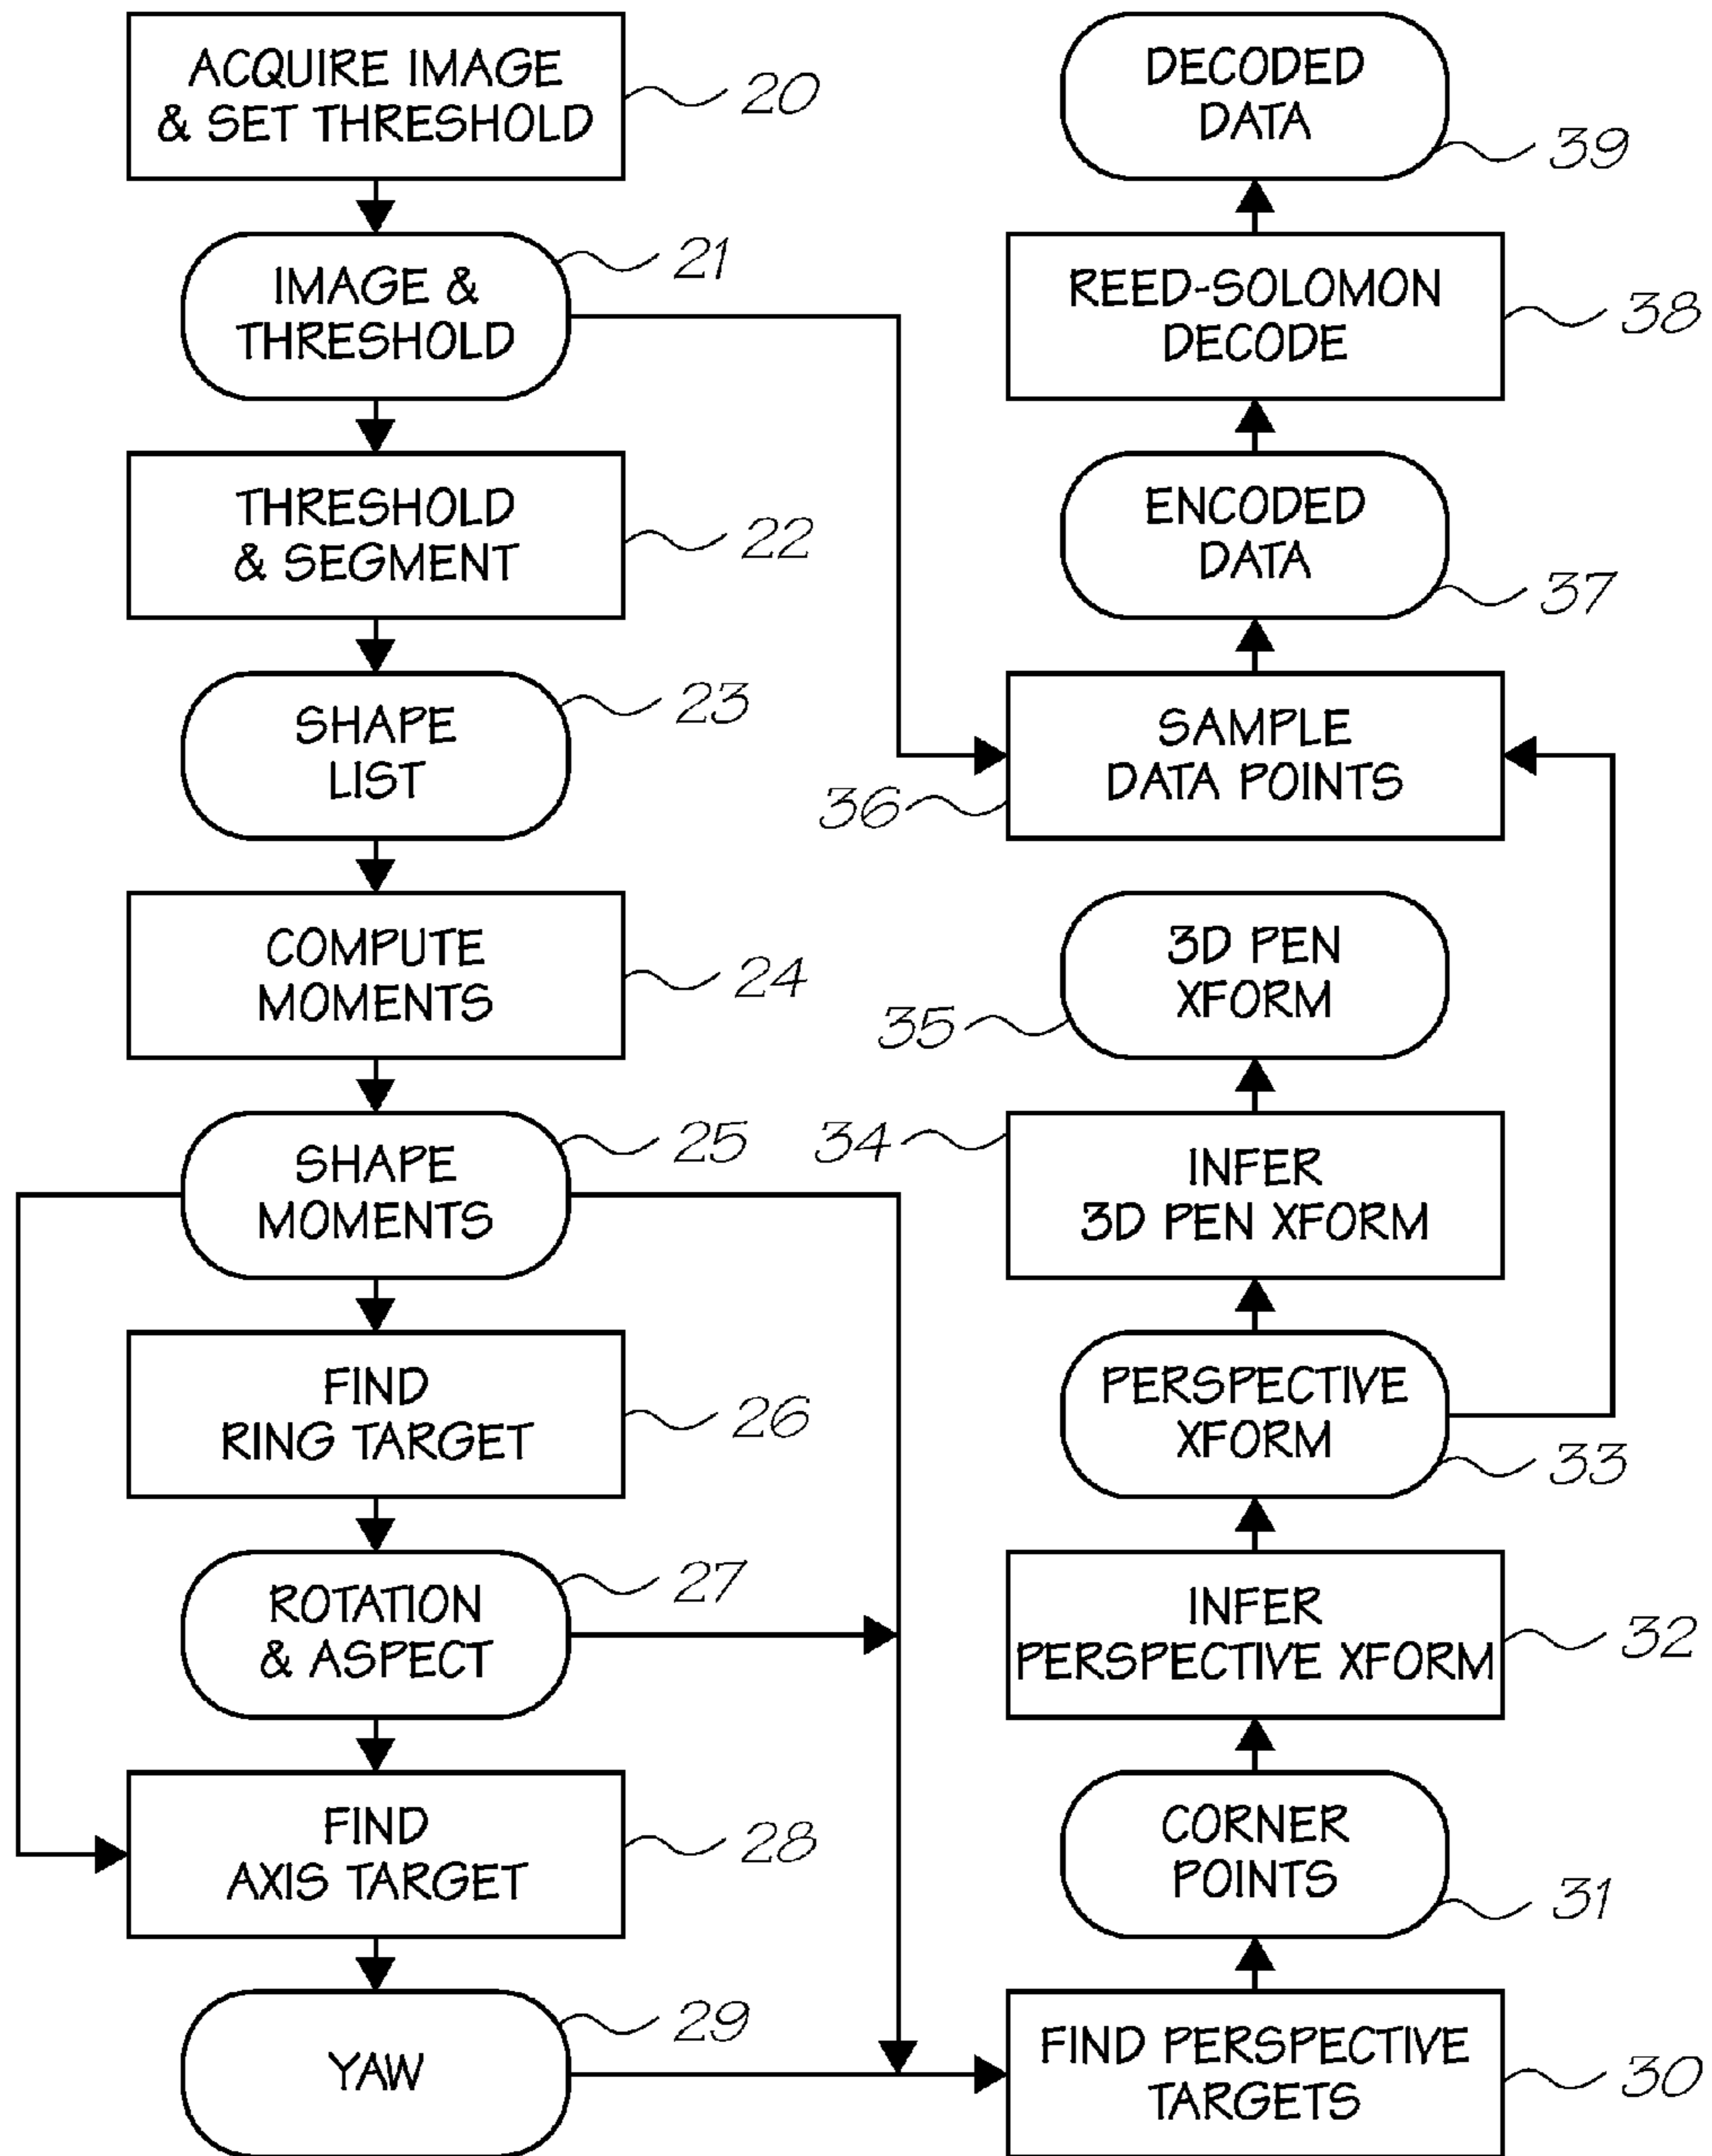 ACQUIRE IMAGE
& SET THRESHOLD
20
IMAGE &
THRESHOLD
21
THRESHOLD
& SEGMENT
22
SHAPE
LIST
23
COMPUTE
MOMENTS
24
SHAPE
MOMENTS
25
FIND
RING TARGET
26
ROTATION
& ASPECT
27
FIND
AXIS TARGET
28
YAW
29
DECODED
DATA
39
REED-SOLOMON
DECODE
38
ENCODED
DATA
37
SAMPLE
DATA POINTS
36
3D PEN
XFORM
35
INFER
3D PEN XFORM
34
PERSPECTIVE
XFORM
33
INFER
PERSPECTIVE XFORM
32
CORNER
POINTS
31
FIND PERSPECTIVE
TARGETS
30